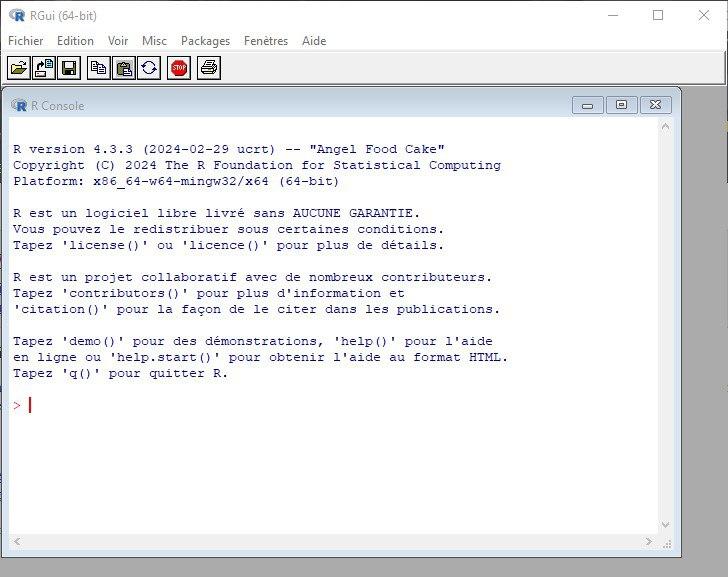 RGui (64-bit)
Fichier Edition Voir Misc Packages Fenêtres Aide
STOP
R Console
R version 4.3.3 (2024-02-29 ucrt) -- "Angel Food Cake"
Copyright (C) 2024 The R Foundation for Statistical Computing
Platform: x86_64-w64-mingw32/x64 (64-bit)
R est un logiciel libre livré sans AUCUNE GARANTIE.
Vous pouvez le redistribuer sous certaines conditions.
Tapez 'license()' ou 'licence()' pour plus de détails.
R est un projet collaboratif avec de nombreux contributeurs.
Tapez 'contributors()' pour plus d'information et
'citation()' pour la façon de le citer dans les publications.
Tapez 'demo()' pour des démonstrations, 'help()' pour l'aide
en ligne ou 'help.start()' pour obtenir l'aide au format HTML.
Tapez 'q()' pour quitter R.
>